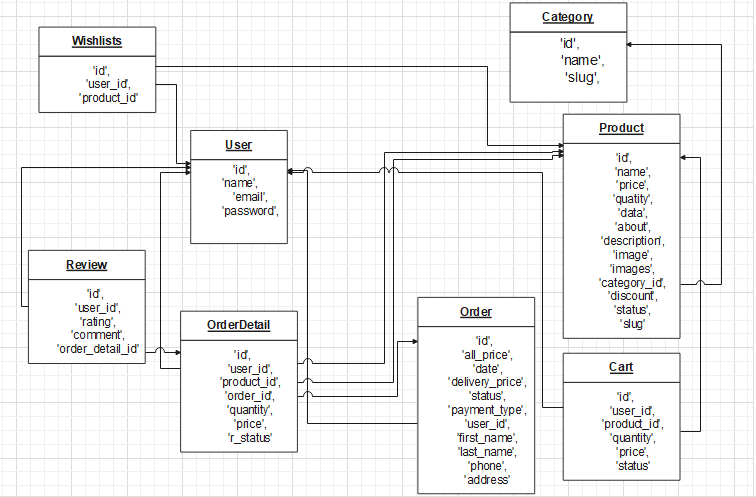 Category
'id',
'name',
'slug',
Wishlists
'id',
'user_id',
'product_id'
User
'id',
'name',
'email',
'password',
Product
'id',
'name',
'price',
'quatity',
'data',
'about',
'description',
'image',
'images',
'category_id',
'discount',
'status',
'slug'
Review
'id',
'user_id',
'rating',
'comment',
'order_detail_id'
OrderDetail
'id',
'user_id',
'product_id',
'order_id',
'quantity',
'price',
'r_status'
Order
'id',
'all_price',
'date',
'delivery_price',
'status',
'payment_type',
'user_id',
'first_name',
'last_name',
'phone',
'address'
Cart
'id',
'user_id',
'product_id',
'quantity',
'price',
'status'